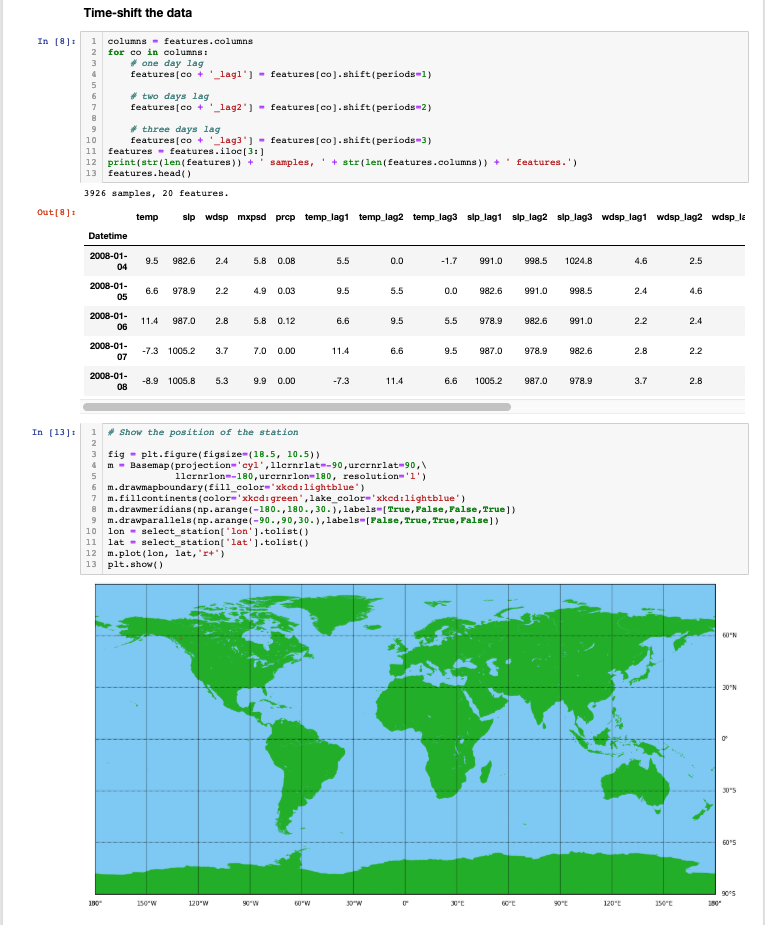 Time-shift the data
In [8]:
1 columns = features.columns
2 for co in columns:
3 # one day lag
4 features[co + '_lag1'] = features[co].shift(periods=1)
5
6 # two days lag
7 features[co + '_lag2'] = features[co].shift(periods=2)
8
9 # three days lag
10 features[co + '_lag3'] = features[co].shift(periods=3)
11 features = features.iloc[3:]
12 print(str(len(features)) + ' samples, ' + str(len(features.columns)) + ' features.')
13 features.head()
3926 samples, 20 features.
Out[8]:
temp slp wdsp mxpsd prcp temp_lag1 temp_lag2 temp_lag3 slp_lag1 slp_lag2 slp_lag3 wdsp_lag1 wdsp_lag2 wdsp_la
Datetime
2008-01-04 9.5 982.6 2.4 5.8 0.08 5.5 0.0 -1.7 991.0 998.5 1024.8 4.6 2.5
2008-01-05 6.6 978.9 2.2 4.9 0.03 9.5 5.5 0.0 982.6 991.0 998.5 2.4 4.6
2008-01-06 11.4 987.0 2.8 5.8 0.12 6.6 9.5 5.5 978.9 982.6 991.0 2.2 2.4
2008-01-07 -7.3 1005.2 3.7 7.0 0.00 11.4 6.6 9.5 987.0 978.9 982.6 2.8 2.2
2008-01-08 -8.9 1005.8 5.3 9.9 0.00 -7.3 11.4 6.6 1005.2 987.0 978.9 3.7 2.8
In [13]:
1 # Show the position of the station
2
3 fig = plt.figure(figsize=(18.5, 10.5))
4 m = Basemap(projection='cyl',llcrnrlat=-90,urcrnrlat=90,\
5 llcrnrlon=-180,urcrnrlon=180, resolution='l')
6 m.drawmapboundary(fill_color='xkcd:lightblue')
7 m.fillcontinents(color='xkcd:green',lake_color='xkcd:lightblue')
8 m.drawmeridians(np.arange(-180.,180.,30.),labels=[True,False,False,True])
9 m.drawparallels(np.arange(-90.,90,30.),labels=[False,True,True,False])
10 lon = select_station['lon'].tolist()
11 lat = select_station['lat'].tolist()
12 m.plot(lon, lat,'r+')
13 plt.show()
60°N
30°N
0°
30°S
60°S
90°S
180° 150°W 120°W 90°W 60°W 30°W 0° 30°E 60°E 90°E 120°E 150°E 180°